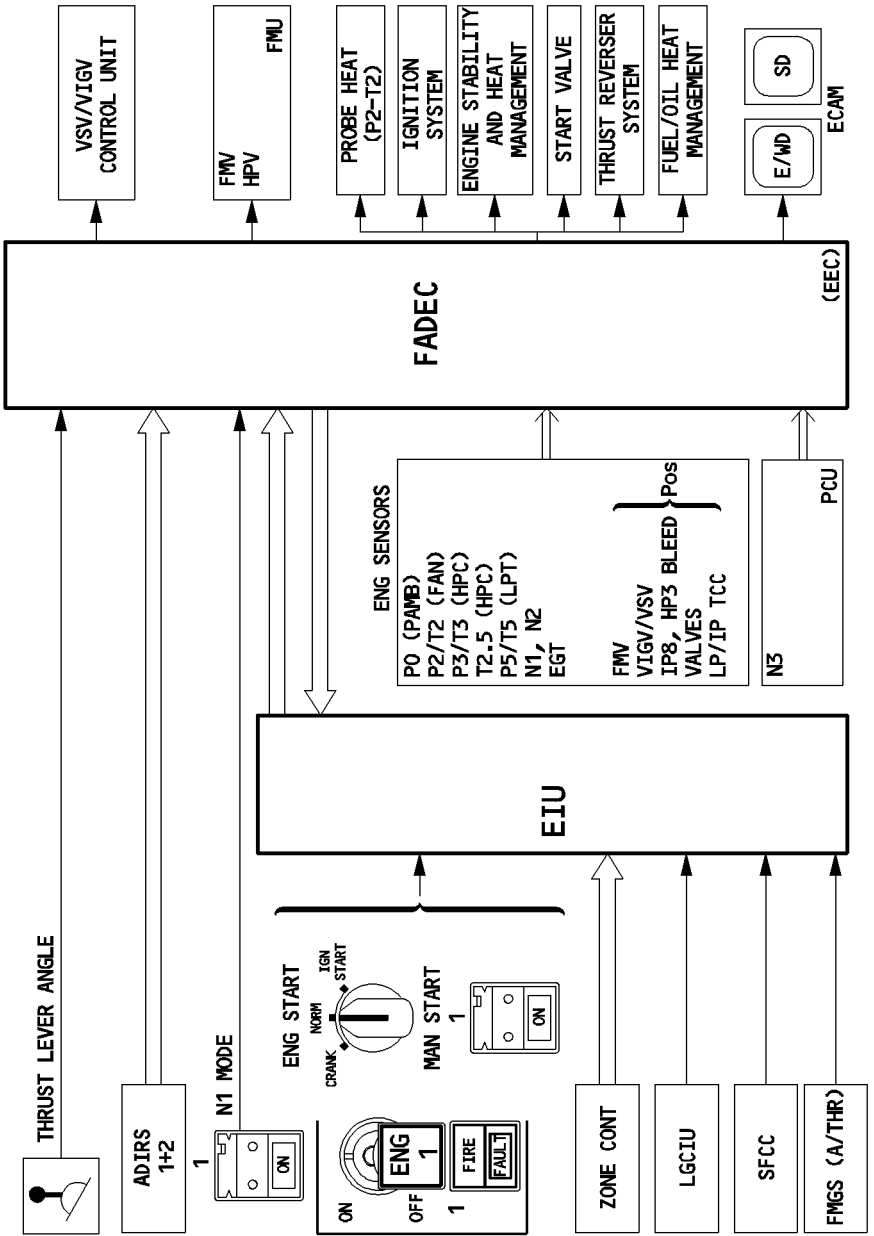 THRUST LEVER ANGLE
ADIRS
1+2
1
N1 MODE
ON
ON
OFF
ENG
1
1
FIRE
FAULT
ENG START
CRANK
NORM
IGN
START
MAN START
1
ON
ZONE CONT
LGCIU
SFCC
FMGS (A/THR)
EIU
ENG SENSORS
P0 (PAMB)
P2/T2 (FAN)
P3/T3 (HPC)
T2.5 (HPC)
P5/T5 (LPT)
N1, N2
EGT
FMV
VIGV/VSV
IP8, HP3 BLEED
VALVES
LP/IP TCC
Pos
N3
PCU
FADEC
(EEC)
VSV/VIGV
CONTROL UNIT
FMV
HPV
FMU
PROBE HEAT
(P2-T2)
IGNITION
SYSTEM
ENGINE STABILITY
AND HEAT
MANAGEMENT
START VALVE
THRUST REVERSER
SYSTEM
FUEL/OIL HEAT
MANAGEMENT
E/WD
SD
ECAM